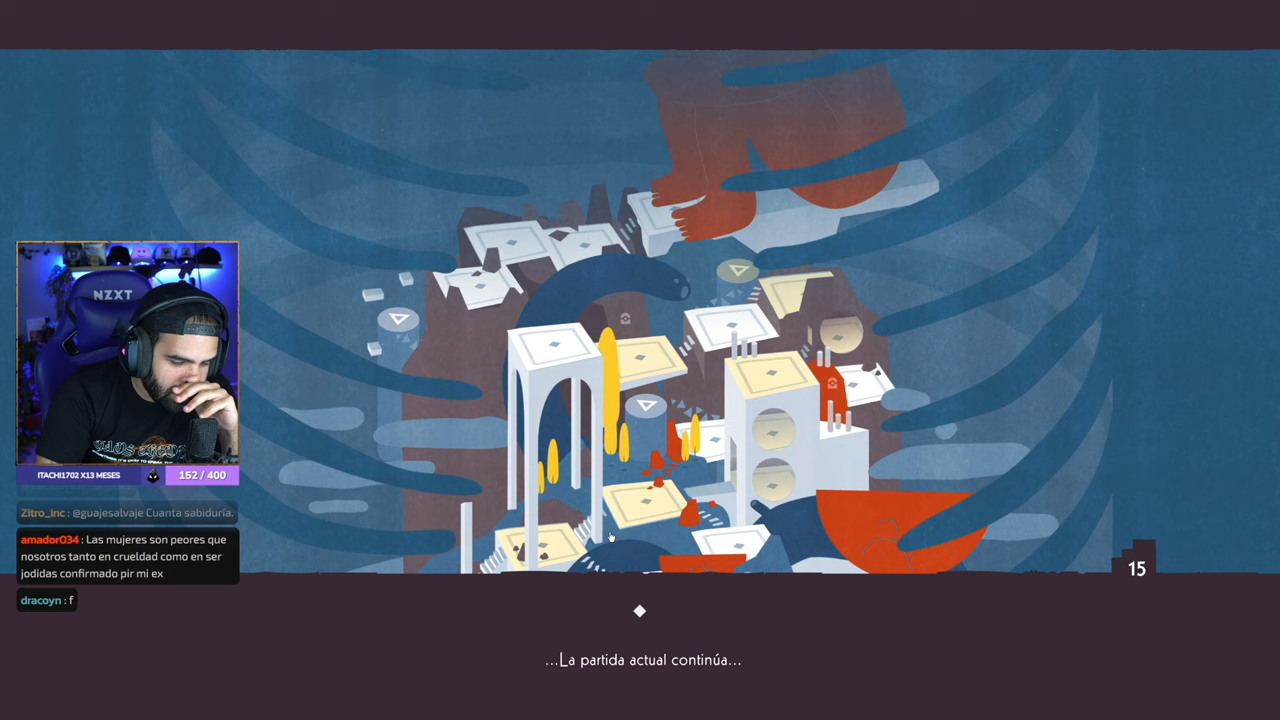 NZXT
ITACHI1702 X13 MESES
152 / 400
Zitro_Inc : @guajesalvaje Cuanta sabiduría.
amador034 : Las mujeres son peores que
nosotros tanto en crueldad como en ser
jodidas confirmado pir mi ex
dracoyn : f
15
...La partida actual continúa...